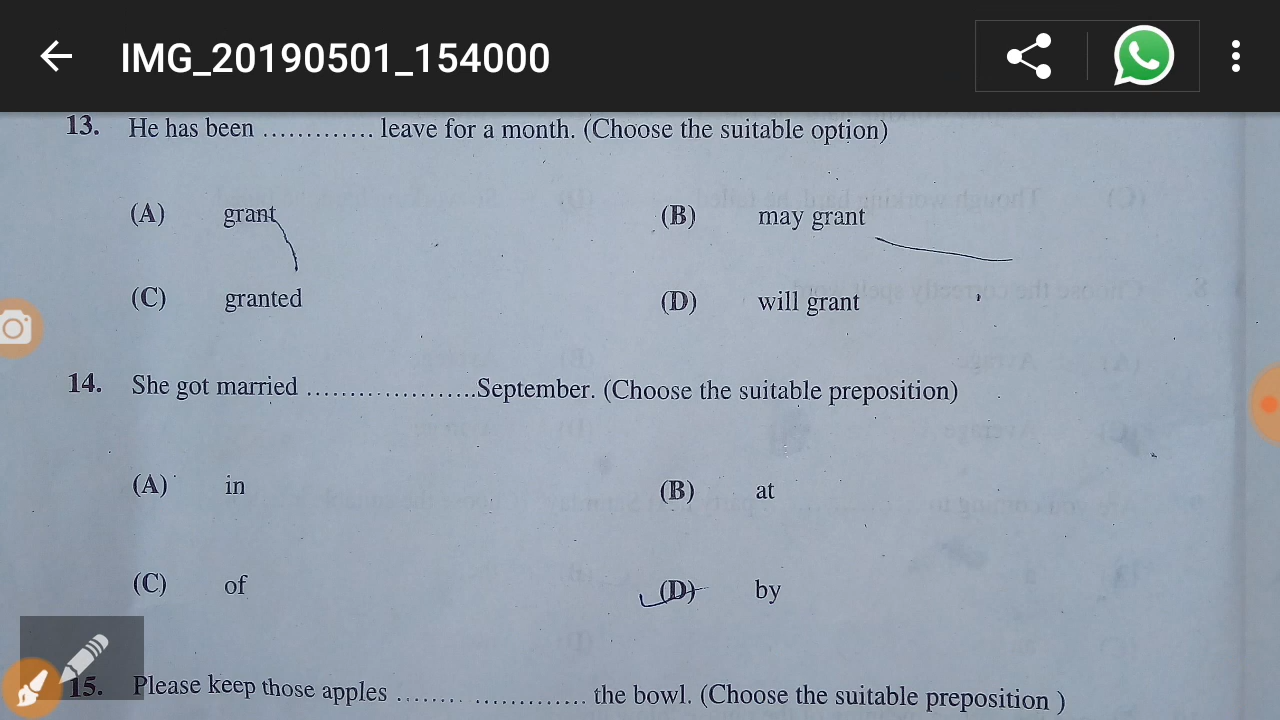 IMG_20190501_154000
13. He has been ............. leave for a month. (Choose the suitable option)
(A) grant (B) may grant
(C) granted (D) will grant
14. She got married ....................September. (Choose the suitable preposition)
(A) in (B) at
(C) of (D) by
15. Please keep those apples ........ ............. the bowl. (Choose the suitable preposition )